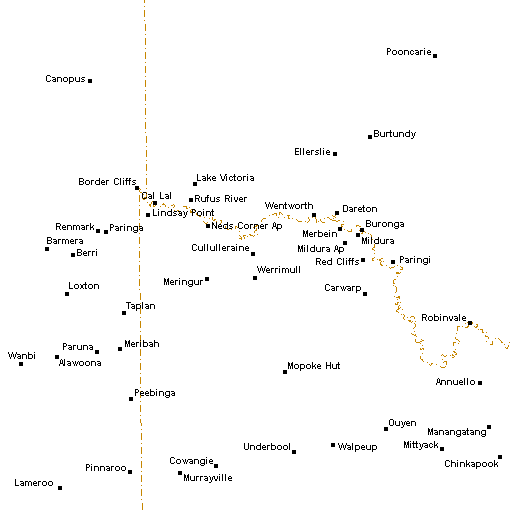 Pooncarie
Canopus
Burtundy
Ellerslie
Border Cliffs
Lake Victoria
Cal Lal
Rufus River
Lindsay Point
Wentworth
Dareton
Renmark
Paringa
Neds Corner Ap
Merbein
Buronga
Barmera
Berri
Cullulleraine
Mildura Ap
Mildura
Red Cliffs
Paringi
Meringur
Werrimull
Loxton
Carwarp
Taplan
Robinvale
Paruna
Meribah
Wanbi
Alawoona
Mopoke Hut
Annuello
Peebinga
Ouyen
Manangatang
Underbool
Walpeup
Mittyack
Pinnaroo
Cowangie
Chinkapook
Murrayville
Lameroo